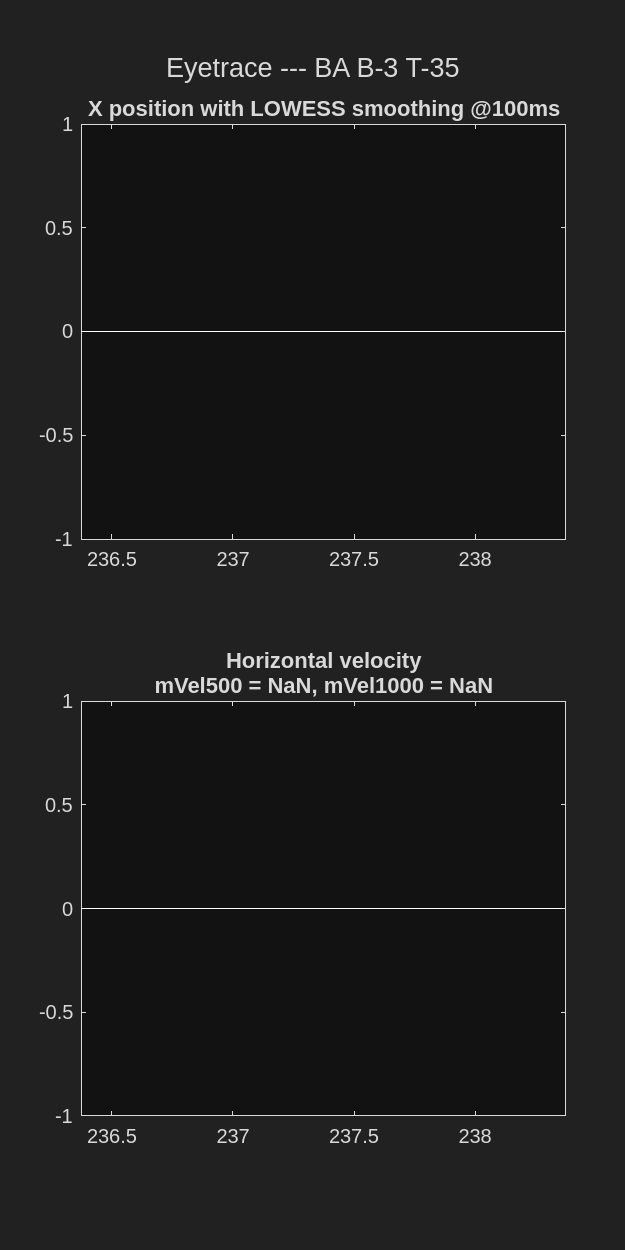 Eyetrace --- BA B-3 T-35
X position with LOWESS smoothing @100ms
1
0.5
0
-0.5
-1
236.5 237 237.5 238
Horizontal velocity
mVel500 = NaN, mVel1000 = NaN
1
0.5
0
-0.5
-1
236.5 237 237.5 238